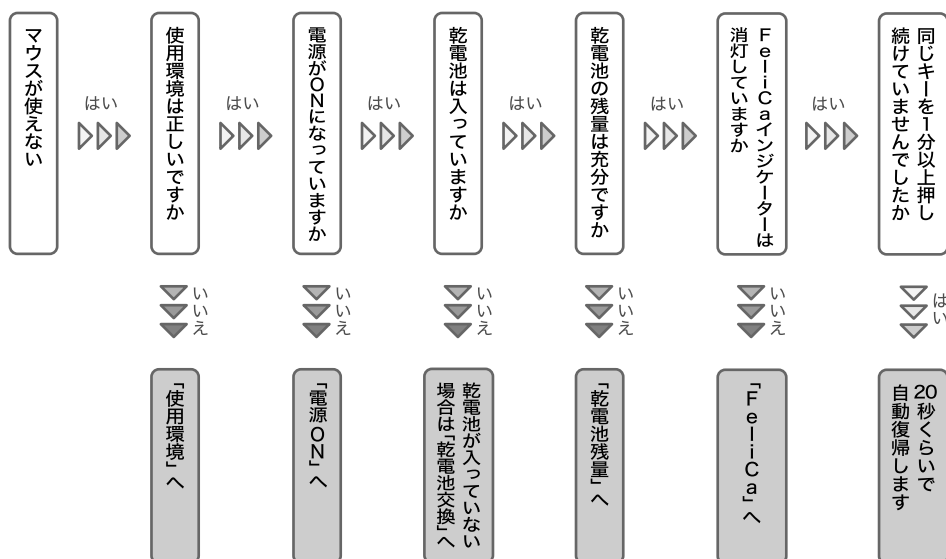 マウスが使えない
はい
使用環境は正しいですか
はい
電源がONになっていますか
はい
乾電池は入っていますか
はい
乾電池の残量は充分ですか
はい
FeliCaインジケーターは
消灯していますか
はい
同じキーを1分以上押し
続けていませんでしたか
いいえ
いいえ
いいえ
いいえ
いいえ
はい
「使用環境」へ
「電源ON」へ
乾電池が入っていない
場合は「乾電池交換」へ
「乾電池残量」へ
「FeliCa」へ
20秒くらいで
自動復帰します